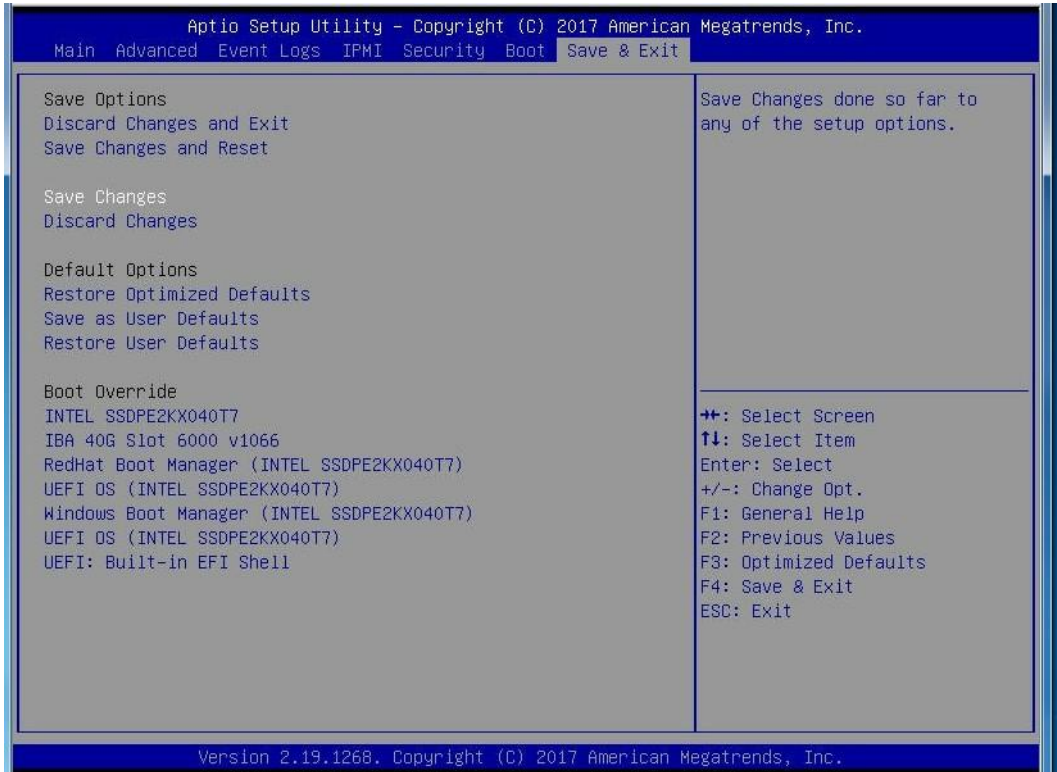 Aptio Setup Utility – Copyright (C) 2017 American Megatrends, Inc.
Main Advanced Event Logs IPMI Security Boot Save & Exit
Save Options
Discard Changes and Exit
Save Changes and Reset
Save Changes
Discard Changes
Default Options
Restore Optimized Defaults
Save as User Defaults
Restore User Defaults
Boot Override
INTEL SSDPE2KX040T7
IBA 40G Slot 6000 v1066
RedHat Boot Manager (INTEL SSDPE2KX040T7)
UEFI OS (INTEL SSDPE2KX040T7)
Windows Boot Manager (INTEL SSDPE2KX040T7)
UEFI OS (INTEL SSDPE2KX040T7)
UEFI: Built-in EFI Shell
Save Changes done so far to
any of the setup options.
→←: Select Screen
↑↓: Select Item
Enter: Select
+/-: Change Opt.
F1: General Help
F2: Previous Values
F3: Optimized Defaults
F4: Save & Exit
ESC: Exit
Version 2.19.1268. Copyright (C) 2017 American Megatrends, Inc.